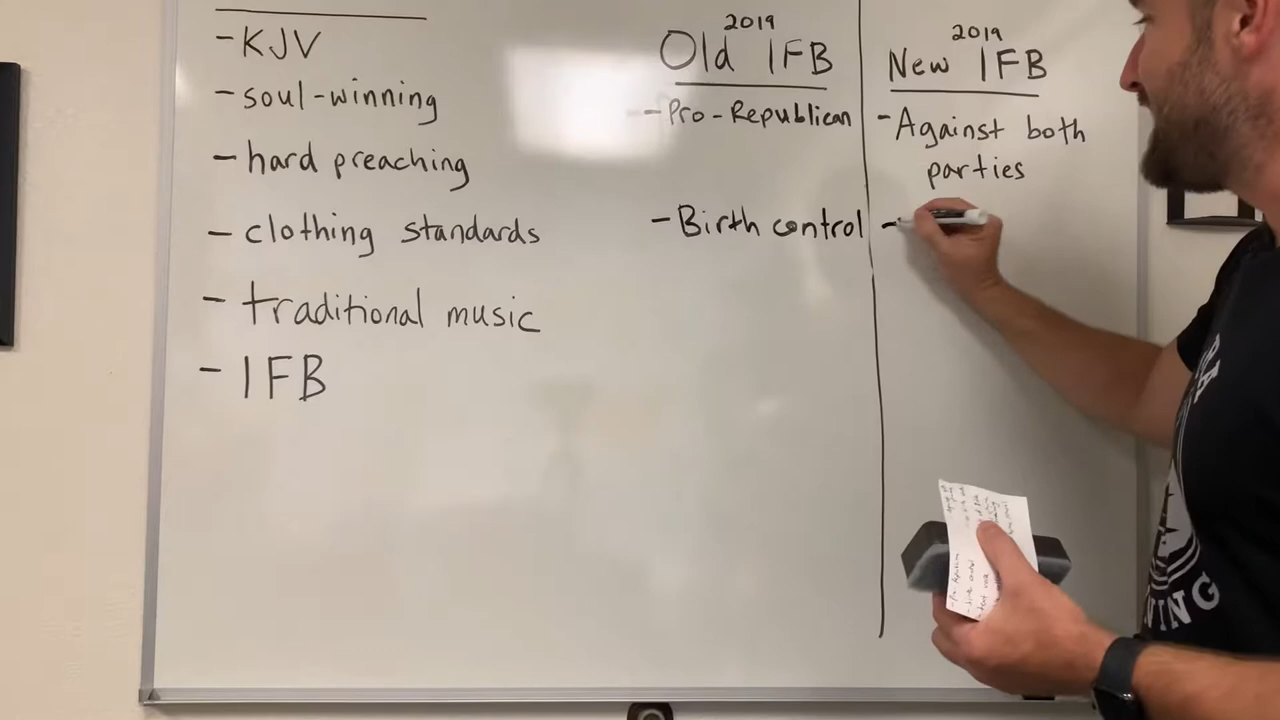 - KJV
- soul-winning
- hard preaching
- clothing standards
- traditional music
- IFB
2019
Old IFB
- Pro-Republican
- Birth control
2019
New IFB
- Against both
parties
-